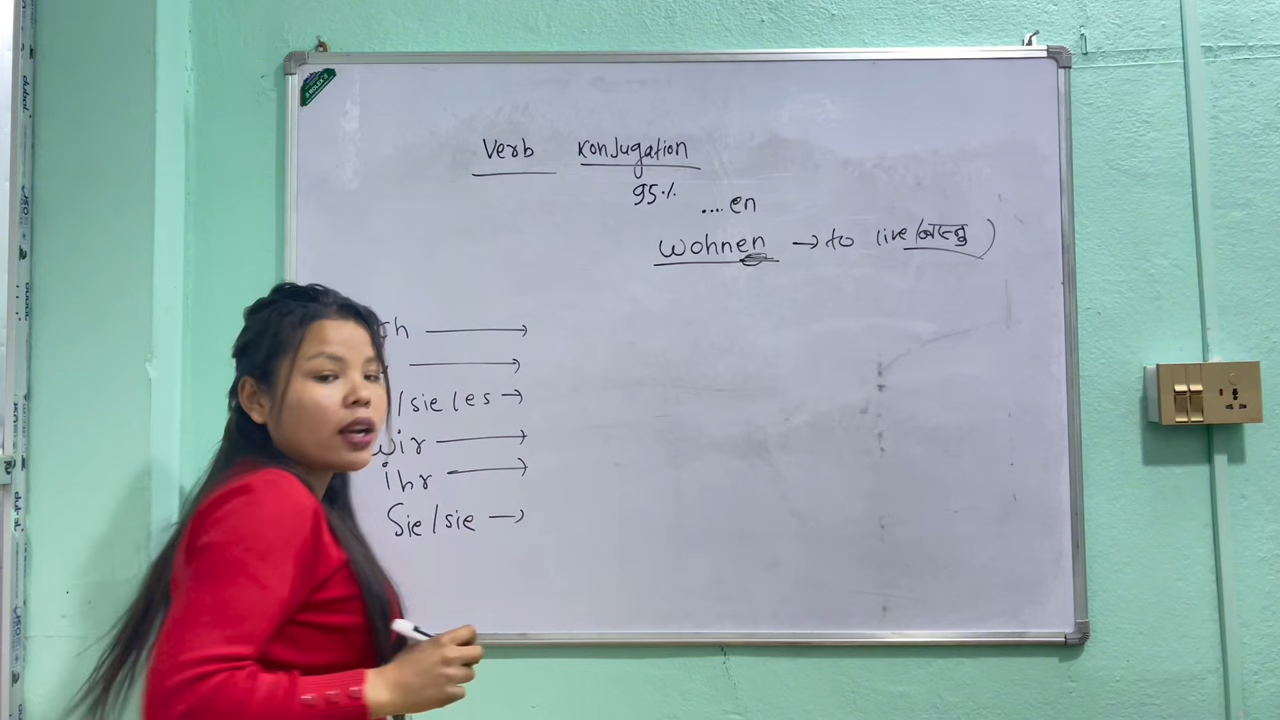 Verb Konjugation
95%
....en
wohnen → to live (बस्नु)
ich →
→
/sie/es →
wir →
ihr →
Sie/sie →